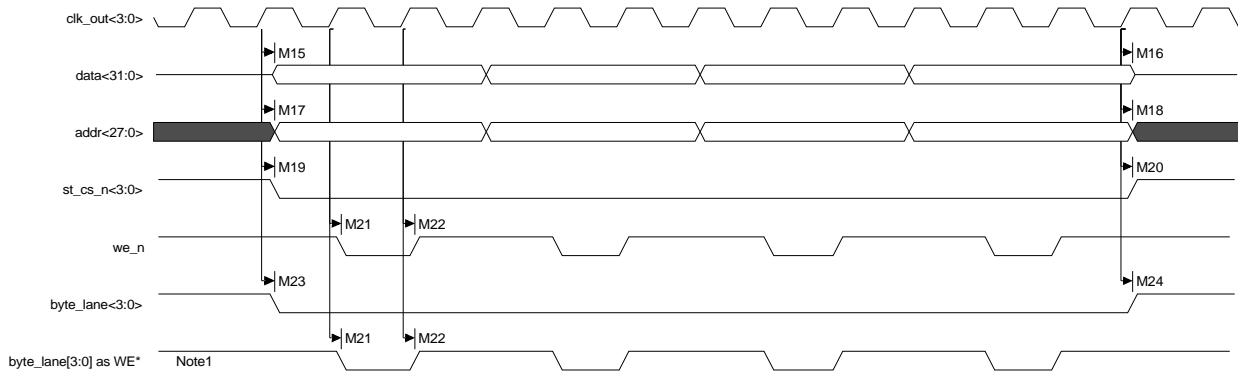 clk_out<3:0>
M15 M16
data<31:0>
M17 M18
addr<27:0>
M19 M20
st_cs_n<3:0>
M21 M22
we_n
M23 M24
byte_lane<3:0>
M21 M22
byte_lane[3:0] as WE* Note1